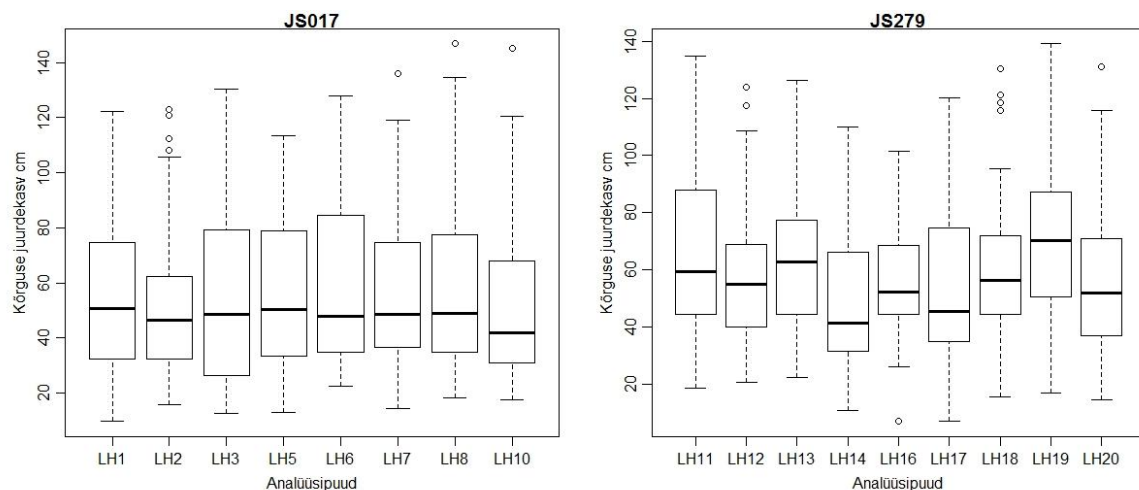 JS017
Kõrguse juurdekasv cm
140
120
100
80
60
40
20
LH1 LH2 LH3 LH5 LH6 LH7 LH8 LH10
Analüüsipuud
JS279
Kõrguse juurdekasv cm
140
120
100
80
60
40
20
LH11 LH12 LH13 LH14 LH16 LH17 LH18 LH19 LH20
Analüüsipuud